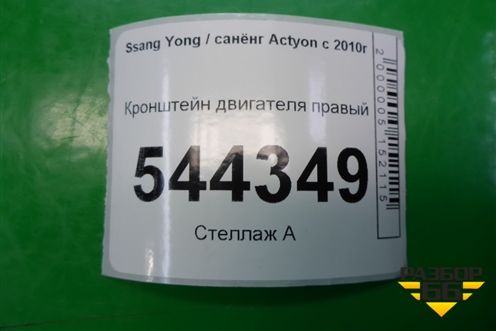 Ssang Yong / санёнг Actyon с 2010г
Кронштейн двигателя правый
544349
Стеллаж А
2000005152115
РАЗБОР
66